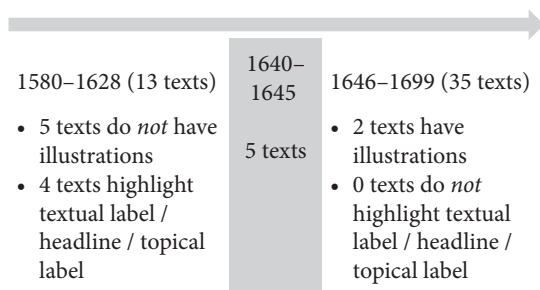 1580–1628 (13 texts)
• 5 texts do not have
illustrations
• 4 texts highlight
textual label /
headline / topical
label
1640–
1645
5 texts
1646–1699 (35 texts)
• 2 texts have
illustrations
• 0 texts do not
highlight textual
label / headline /
topical label